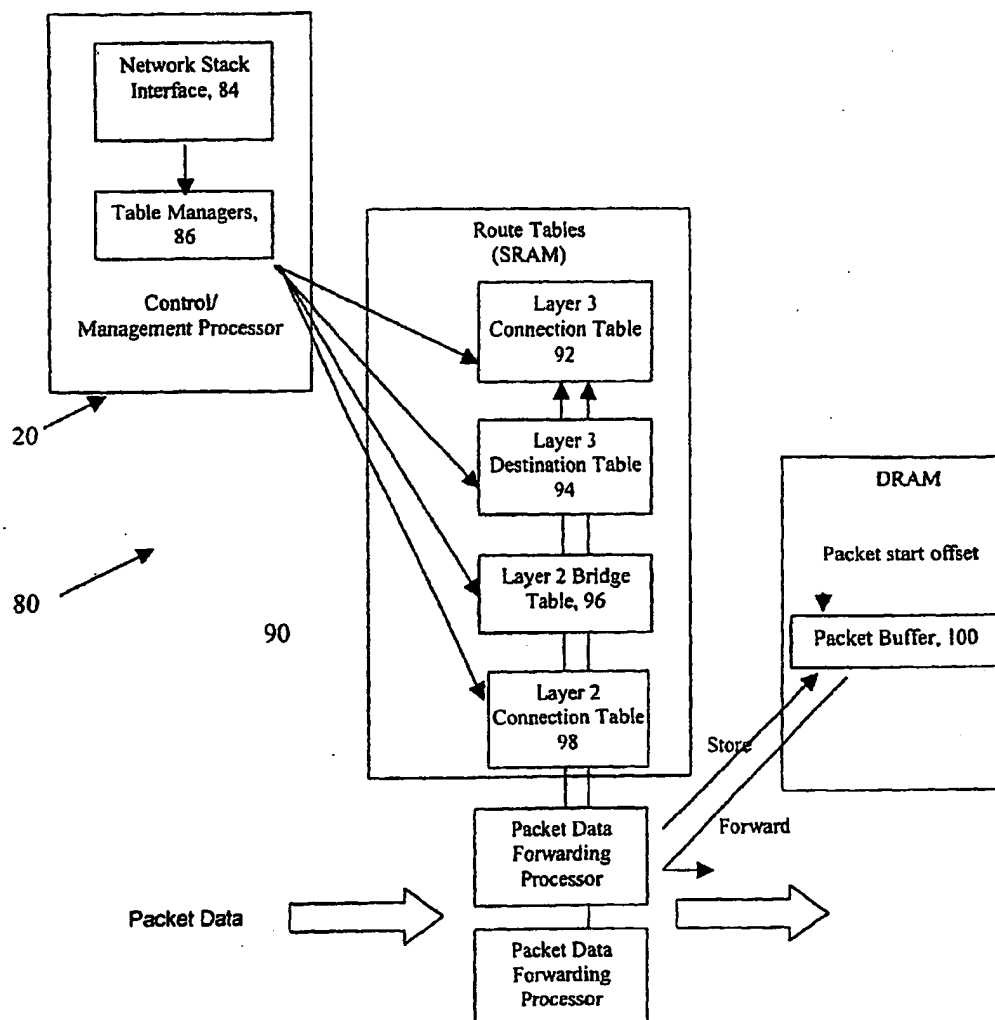 Network Stack
Interface, 84
Table Managers,
86
Control/
Management Processor
20
80
90
Route Tables
(SRAM)
Layer 3
Connection Table
92
Layer 3
Destination Table
94
Layer 2 Bridge
Table, 96
Layer 2
Connection Table
98
DRAM
Packet start offset
Packet Buffer, 100
Store
Forward
Packet Data
Forwarding
Processor
Packet Data
Packet Data
Forwarding
Processor